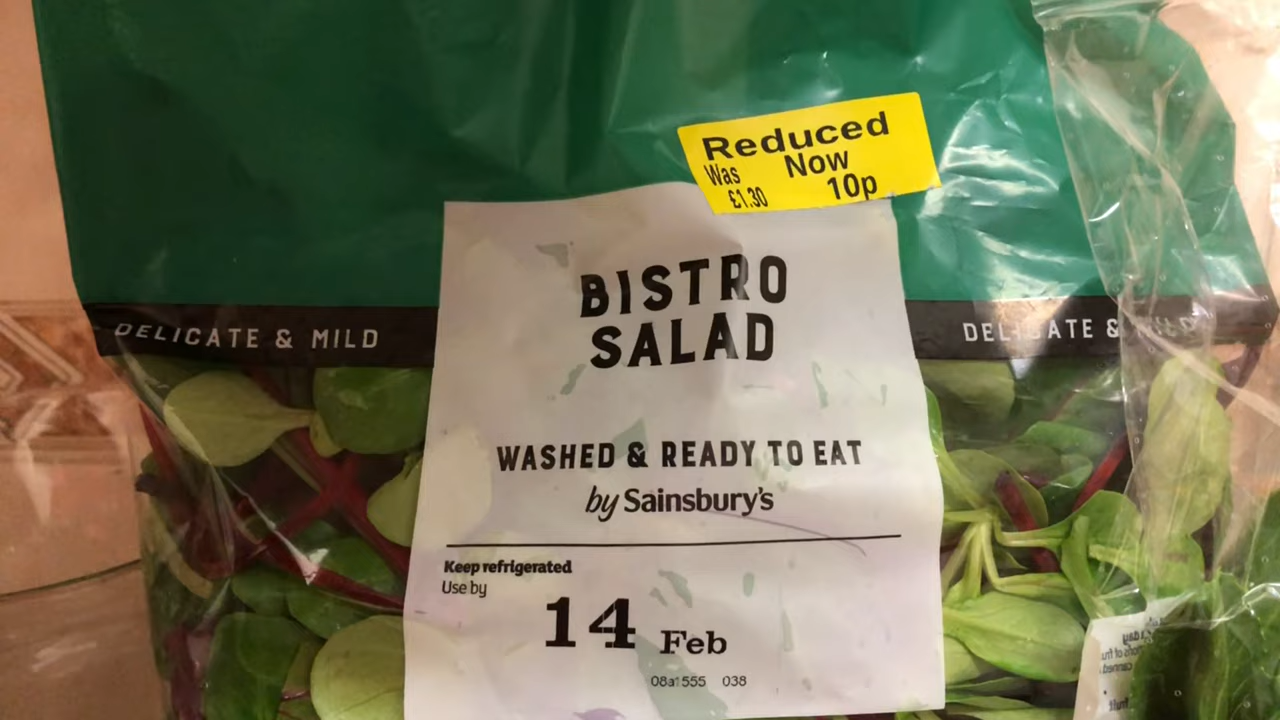 Reduced
Was Now
£1.30 10p
BISTRO
SALAD
DELICATE & MILD
DELICATE & MILD
WASHED & READY TO EAT
by Sainsbury's
Keep refrigerated
Use by
14 Feb
555 038